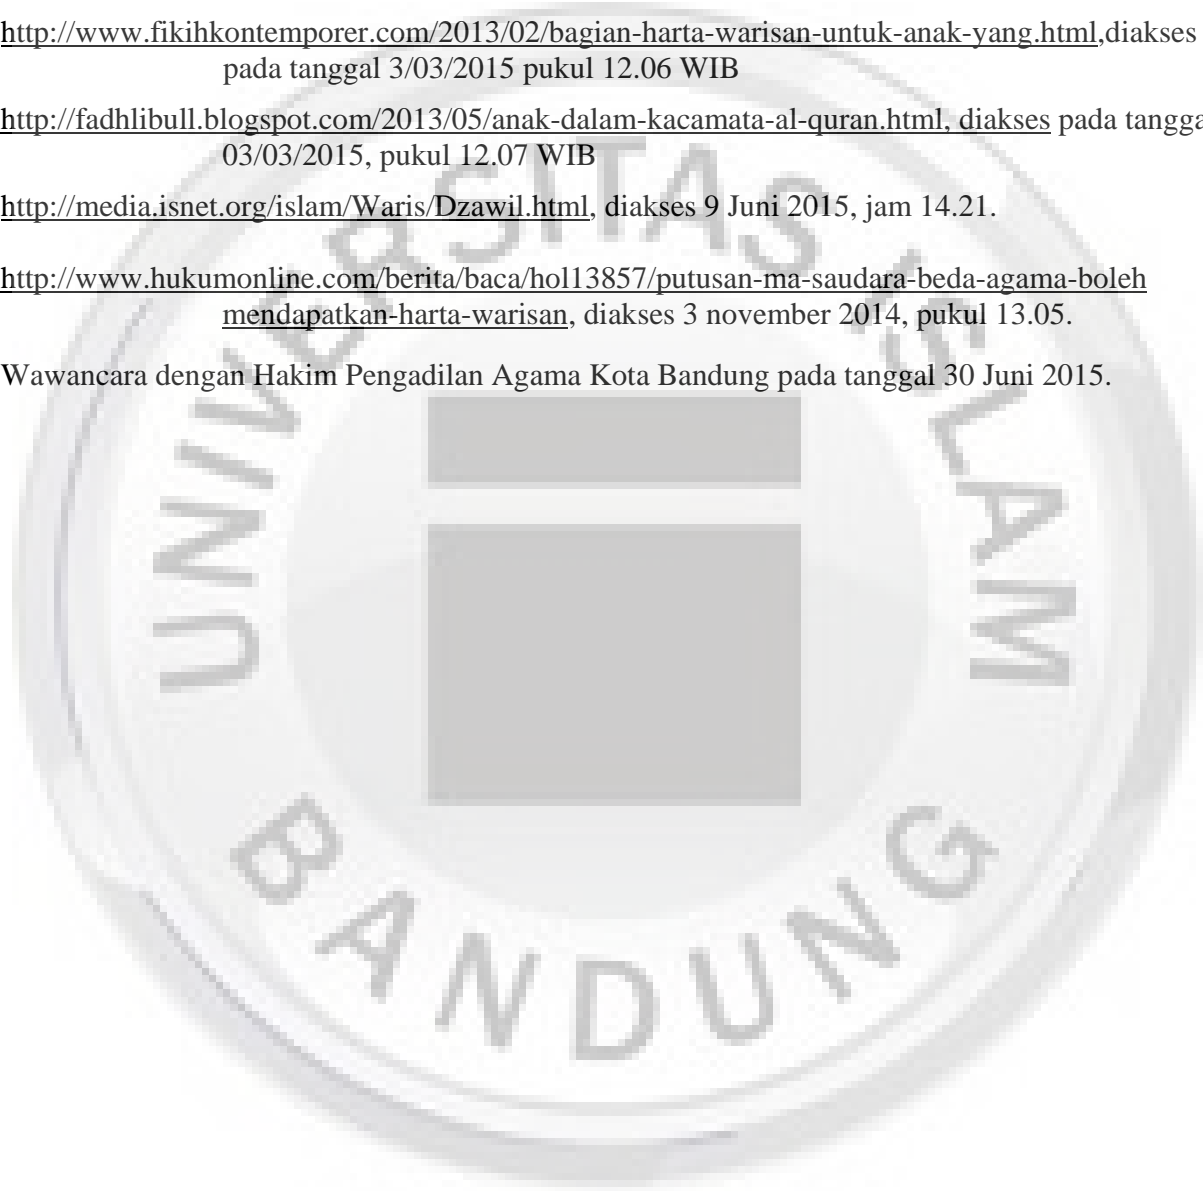 http://www.fikihkontemporer.com/2013/02/bagian-harta-warisan-untuk-anak-yang.html,diakses
pada tanggal 3/03/2015 pukul 12.06 WIB
http://fadhlibull.blogspot.com/2013/05/anak-dalam-kacamata-al-quran.html, diakses pada tangga
03/03/2015, pukul 12.07 WIB
http://media.isnet.org/islam/Waris/Dzawil.html, diakses 9 Juni 2015, jam 14.21.
http://www.hukumonline.com/berita/baca/hol13857/putusan-ma-saudara-beda-agama-boleh
mendapatkan-harta-warisan, diakses 3 november 2014, pukul 13.05.
Wawancara dengan Hakim Pengadilan Agama Kota Bandung pada tanggal 30 Juni 2015.
UNIVERSITAS ISLAM
BANDUNG